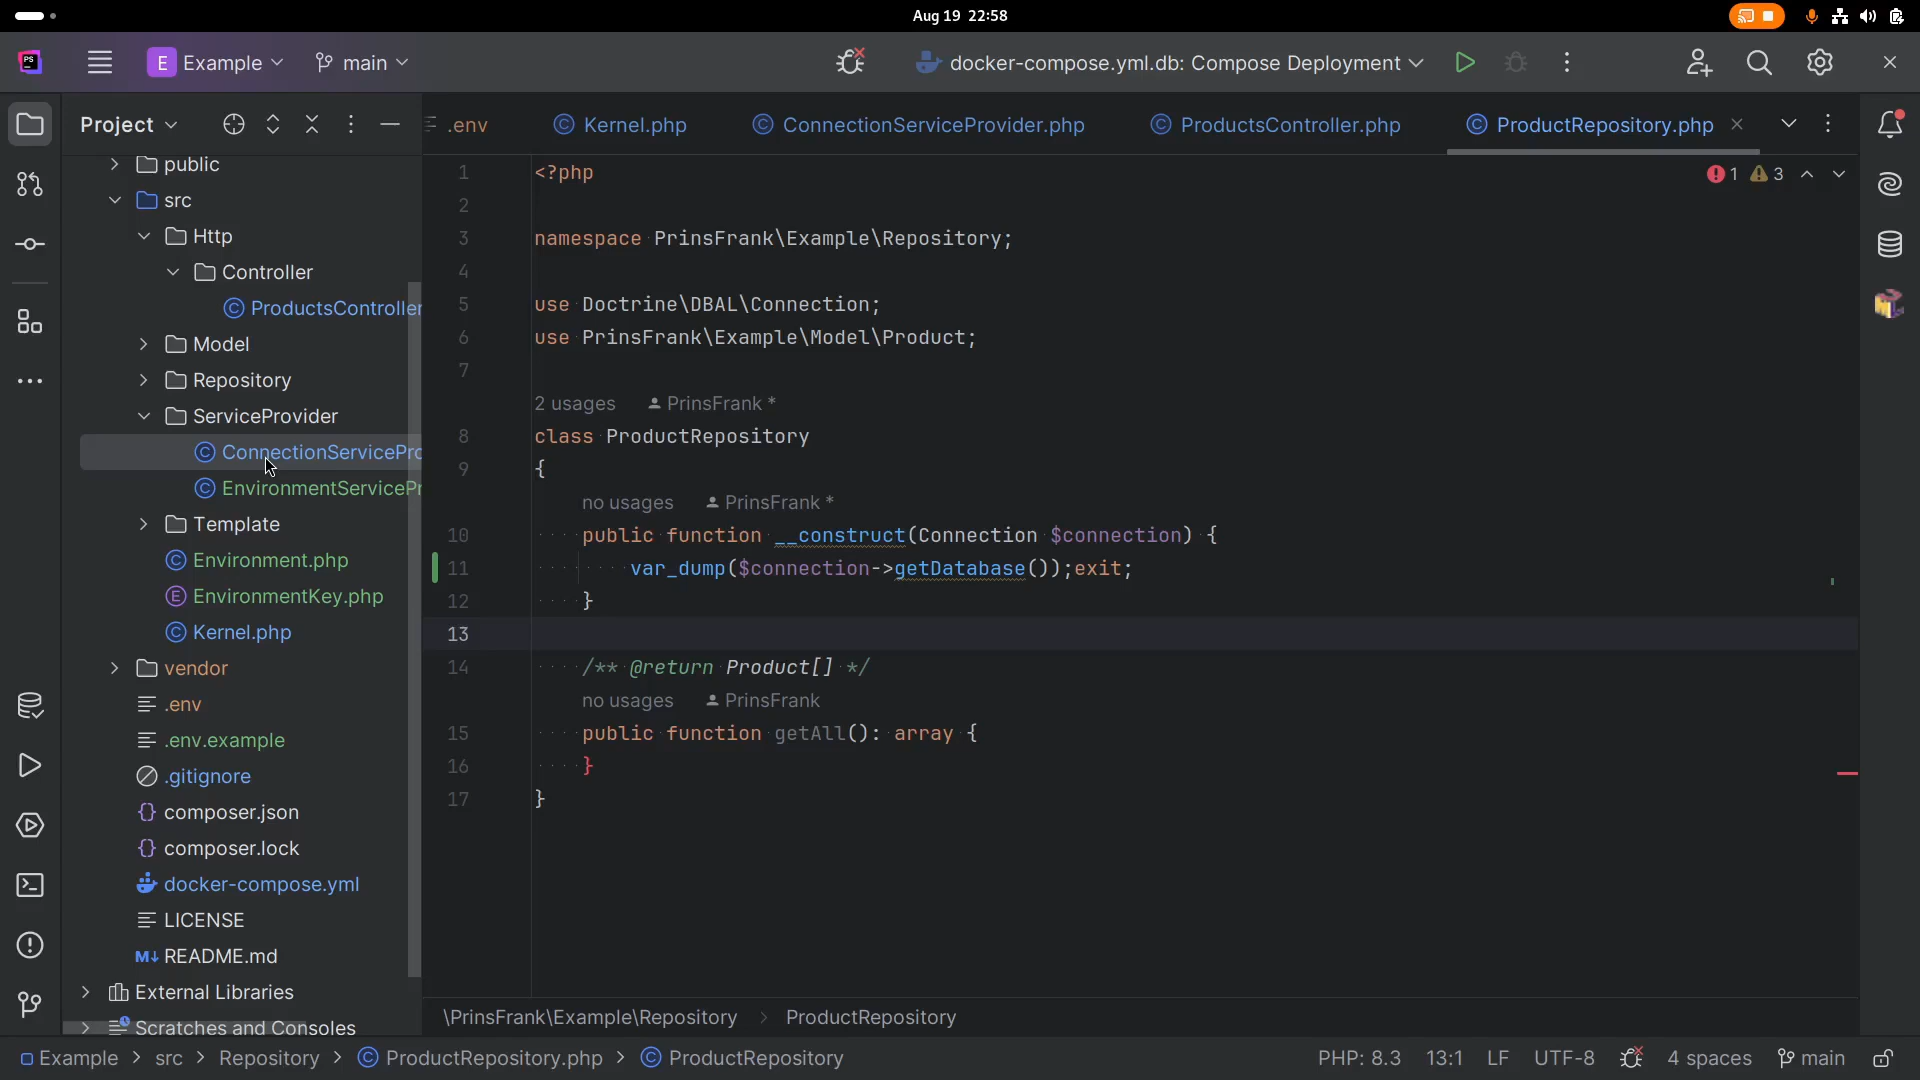 Aug 19 22:58
PS
E Example
main
docker-compose.yml.db: Compose Deployment
Project
.env
Kernel.php
ConnectionServiceProvider.php
ProductsController.php
ProductRepository.php
public
src
Http
Controller
ProductsController
Model
Repository
ServiceProvider
ConnectionServicePro
EnvironmentServicePr
Template
Environment.php
EnvironmentKey.php
Kernel.php
vendor
.env
.env.example
.gitignore
composer.json
composer.lock
docker-compose.yml
LICENSE
README.md
External Libraries
Scratches and Consoles
1 3
1 <?php
2
3 namespace PrinsFrank\Example\Repository;
4
5 use Doctrine\DBAL\Connection;
6 use PrinsFrank\Example\Model\Product;
7
2 usages PrinsFrank *
8 class ProductRepository
9 {
no usages PrinsFrank *
10 public function __construct(Connection $connection) {
11 var_dump($connection->getDatabase());exit;
12 }
13
14 /** @return Product[] */
no usages PrinsFrank
15 public function getAll(): array {
16 }
17 }
\PrinsFrank\Example\Repository > ProductRepository
Example > src > Repository > ProductRepository.php > ProductRepository
PHP: 8.3 13:1 LF UTF-8 4 spaces main